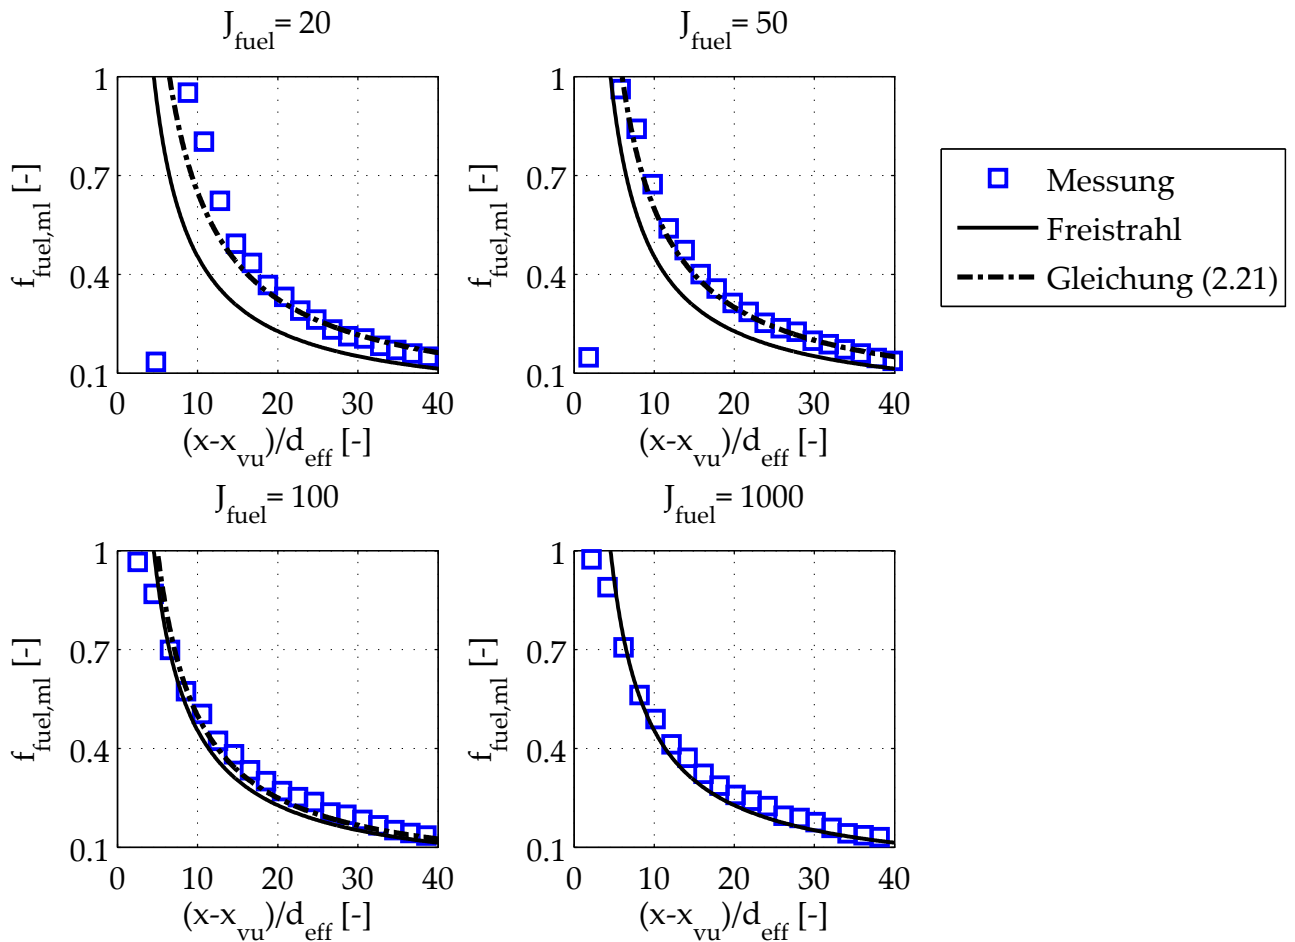 J_fuel = 20
1
0.7
0.4
0.1
f_fuel,ml [-]
0 10 20 30 40
(x-x_vu)/d_eff [-]
J_fuel = 50
1
0.7
0.4
0.1
f_fuel,ml [-]
0 10 20 30 40
(x-x_vu)/d_eff [-]
Messung
Freistrahl
Gleichung (2.21)
J_fuel = 100
1
0.7
0.4
0.1
f_fuel,ml [-]
0 10 20 30 40
(x-x_vu)/d_eff [-]
J_fuel = 1000
1
0.7
0.4
0.1
f_fuel,ml [-]
0 10 20 30 40
(x-x_vu)/d_eff [-]